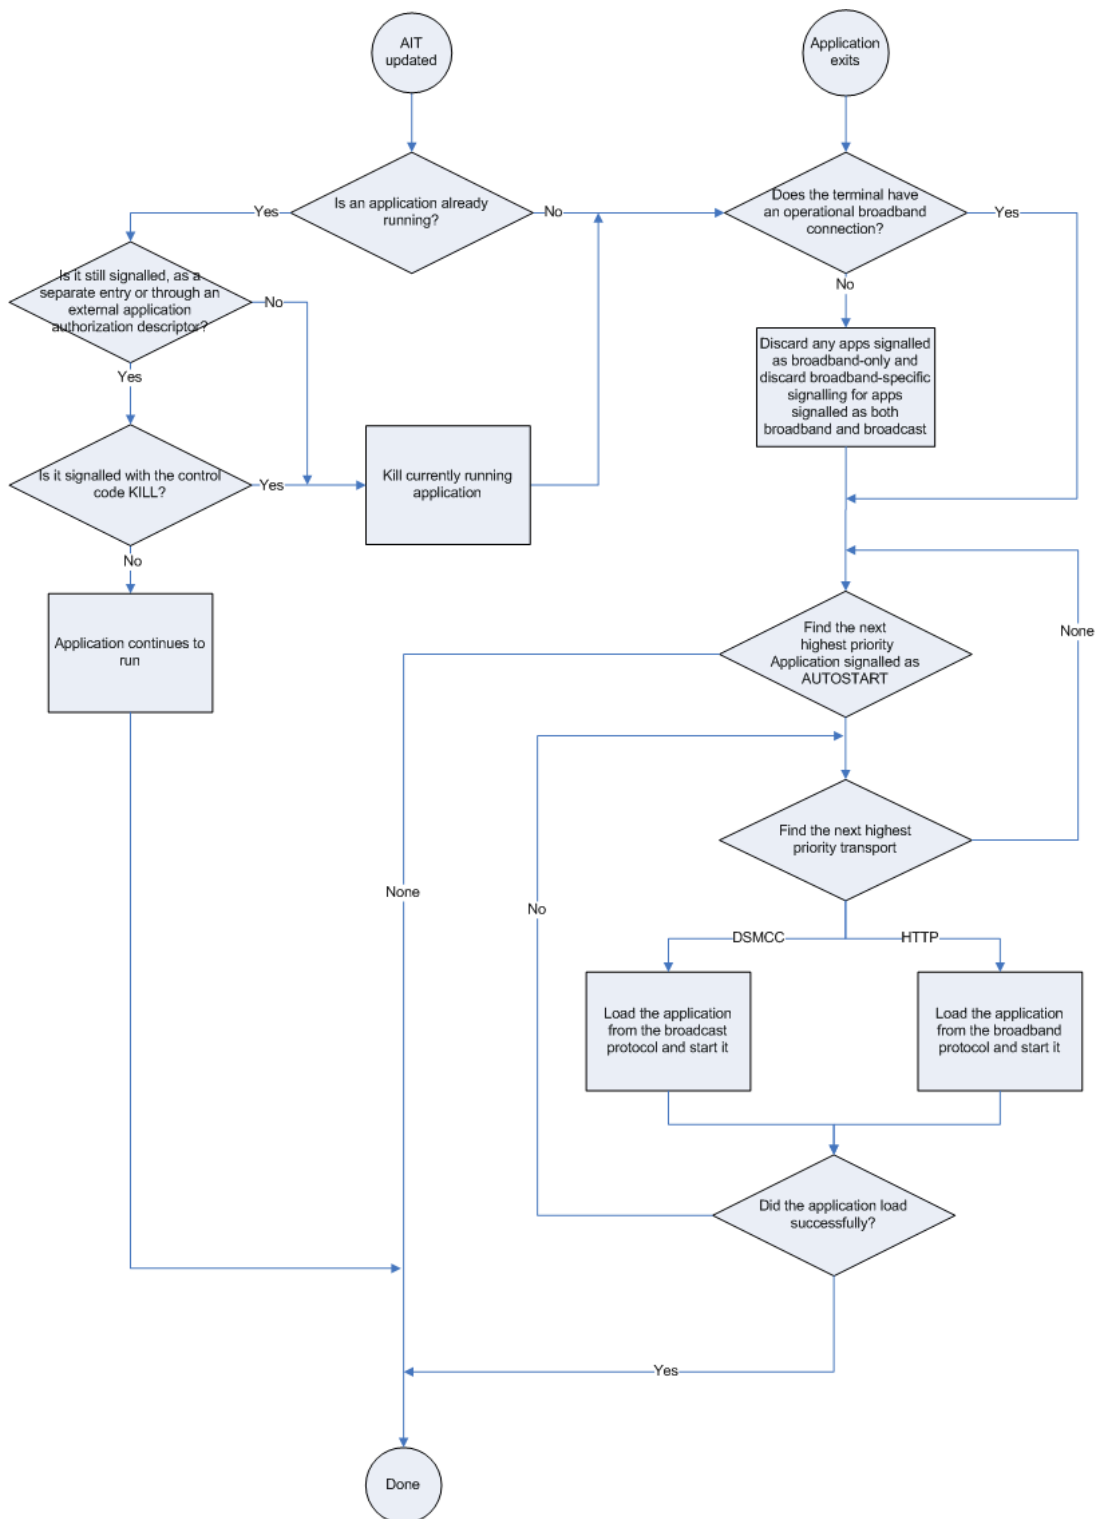 AIT
updated
Application
exits
Is an application already
running?
Yes
No
Does the terminal have
an operational broadband
connection?
Yes
Is it still signalled, as a
separate entry or through an
external application
authorization descriptor?
No
Yes
No
Discard any apps signalled
as broadband-only and
discard broadband-specific
signalling for apps
signalled as both
broadband and broadcast
Is it signalled with the control
code KILL?
Yes
Kill currently running
application
No
Application continues to
run
Find the next
highest priority
Application signalled as
AUTOSTART
None
Find the next highest
priority transport
None
No
DSMCC
HTTP
Load the application
from the broadcast
protocol and start it
Load the application
from the broadband
protocol and start it
Did the application load
successfully?
Yes
Done